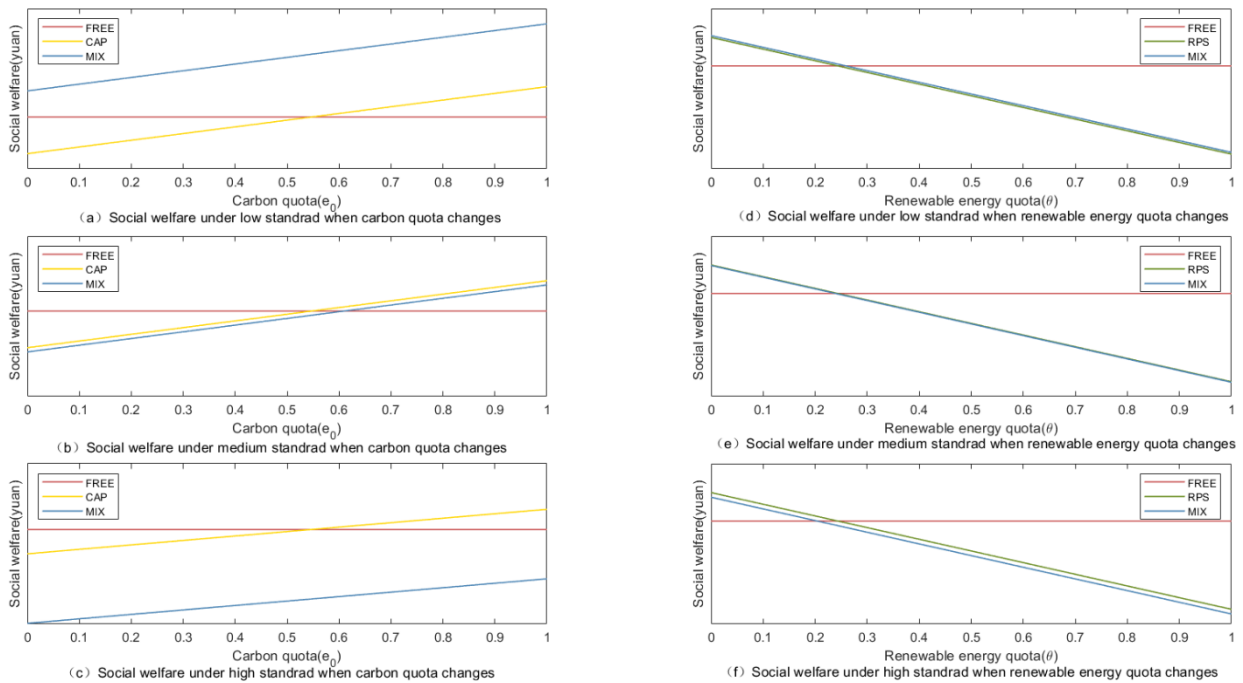 Social welfare(yuan)
FREE
CAP
MIX
0 0.1 0.2 0.3 0.4 0.5 0.6 0.7 0.8 0.9 1
Carbon quota(e0)
（a）Social welfare under low standrad when carbon quota changes
Social welfare(yuan)
FREE
CAP
MIX
0 0.1 0.2 0.3 0.4 0.5 0.6 0.7 0.8 0.9 1
Carbon quota(e0)
（b）Social welfare under medium standrad when carbon quota changes
Social welfare(yuan)
FREE
CAP
MIX
0 0.1 0.2 0.3 0.4 0.5 0.6 0.7 0.8 0.9 1
Carbon quota(e0)
（c）Social welfare under high standrad when carbon quota changes
Social welfare(yuan)
FREE
RPS
MIX
0 0.1 0.2 0.3 0.4 0.5 0.6 0.7 0.8 0.9 1
Renewable energy quota(θ)
（d）Social welfare under low standrad when renewable energy quota changes
Social welfare(yuan)
FREE
RPS
MIX
0 0.1 0.2 0.3 0.4 0.5 0.6 0.7 0.8 0.9 1
Renewable energy quota(θ)
（e）Social welfare under medium standrad when renewable energy quota changes
Social welfare(yuan)
FREE
RPS
MIX
0 0.1 0.2 0.3 0.4 0.5 0.6 0.7 0.8 0.9 1
Renewable energy quota(θ)
（f）Social welfare under high standrad when renewable energy quota changes